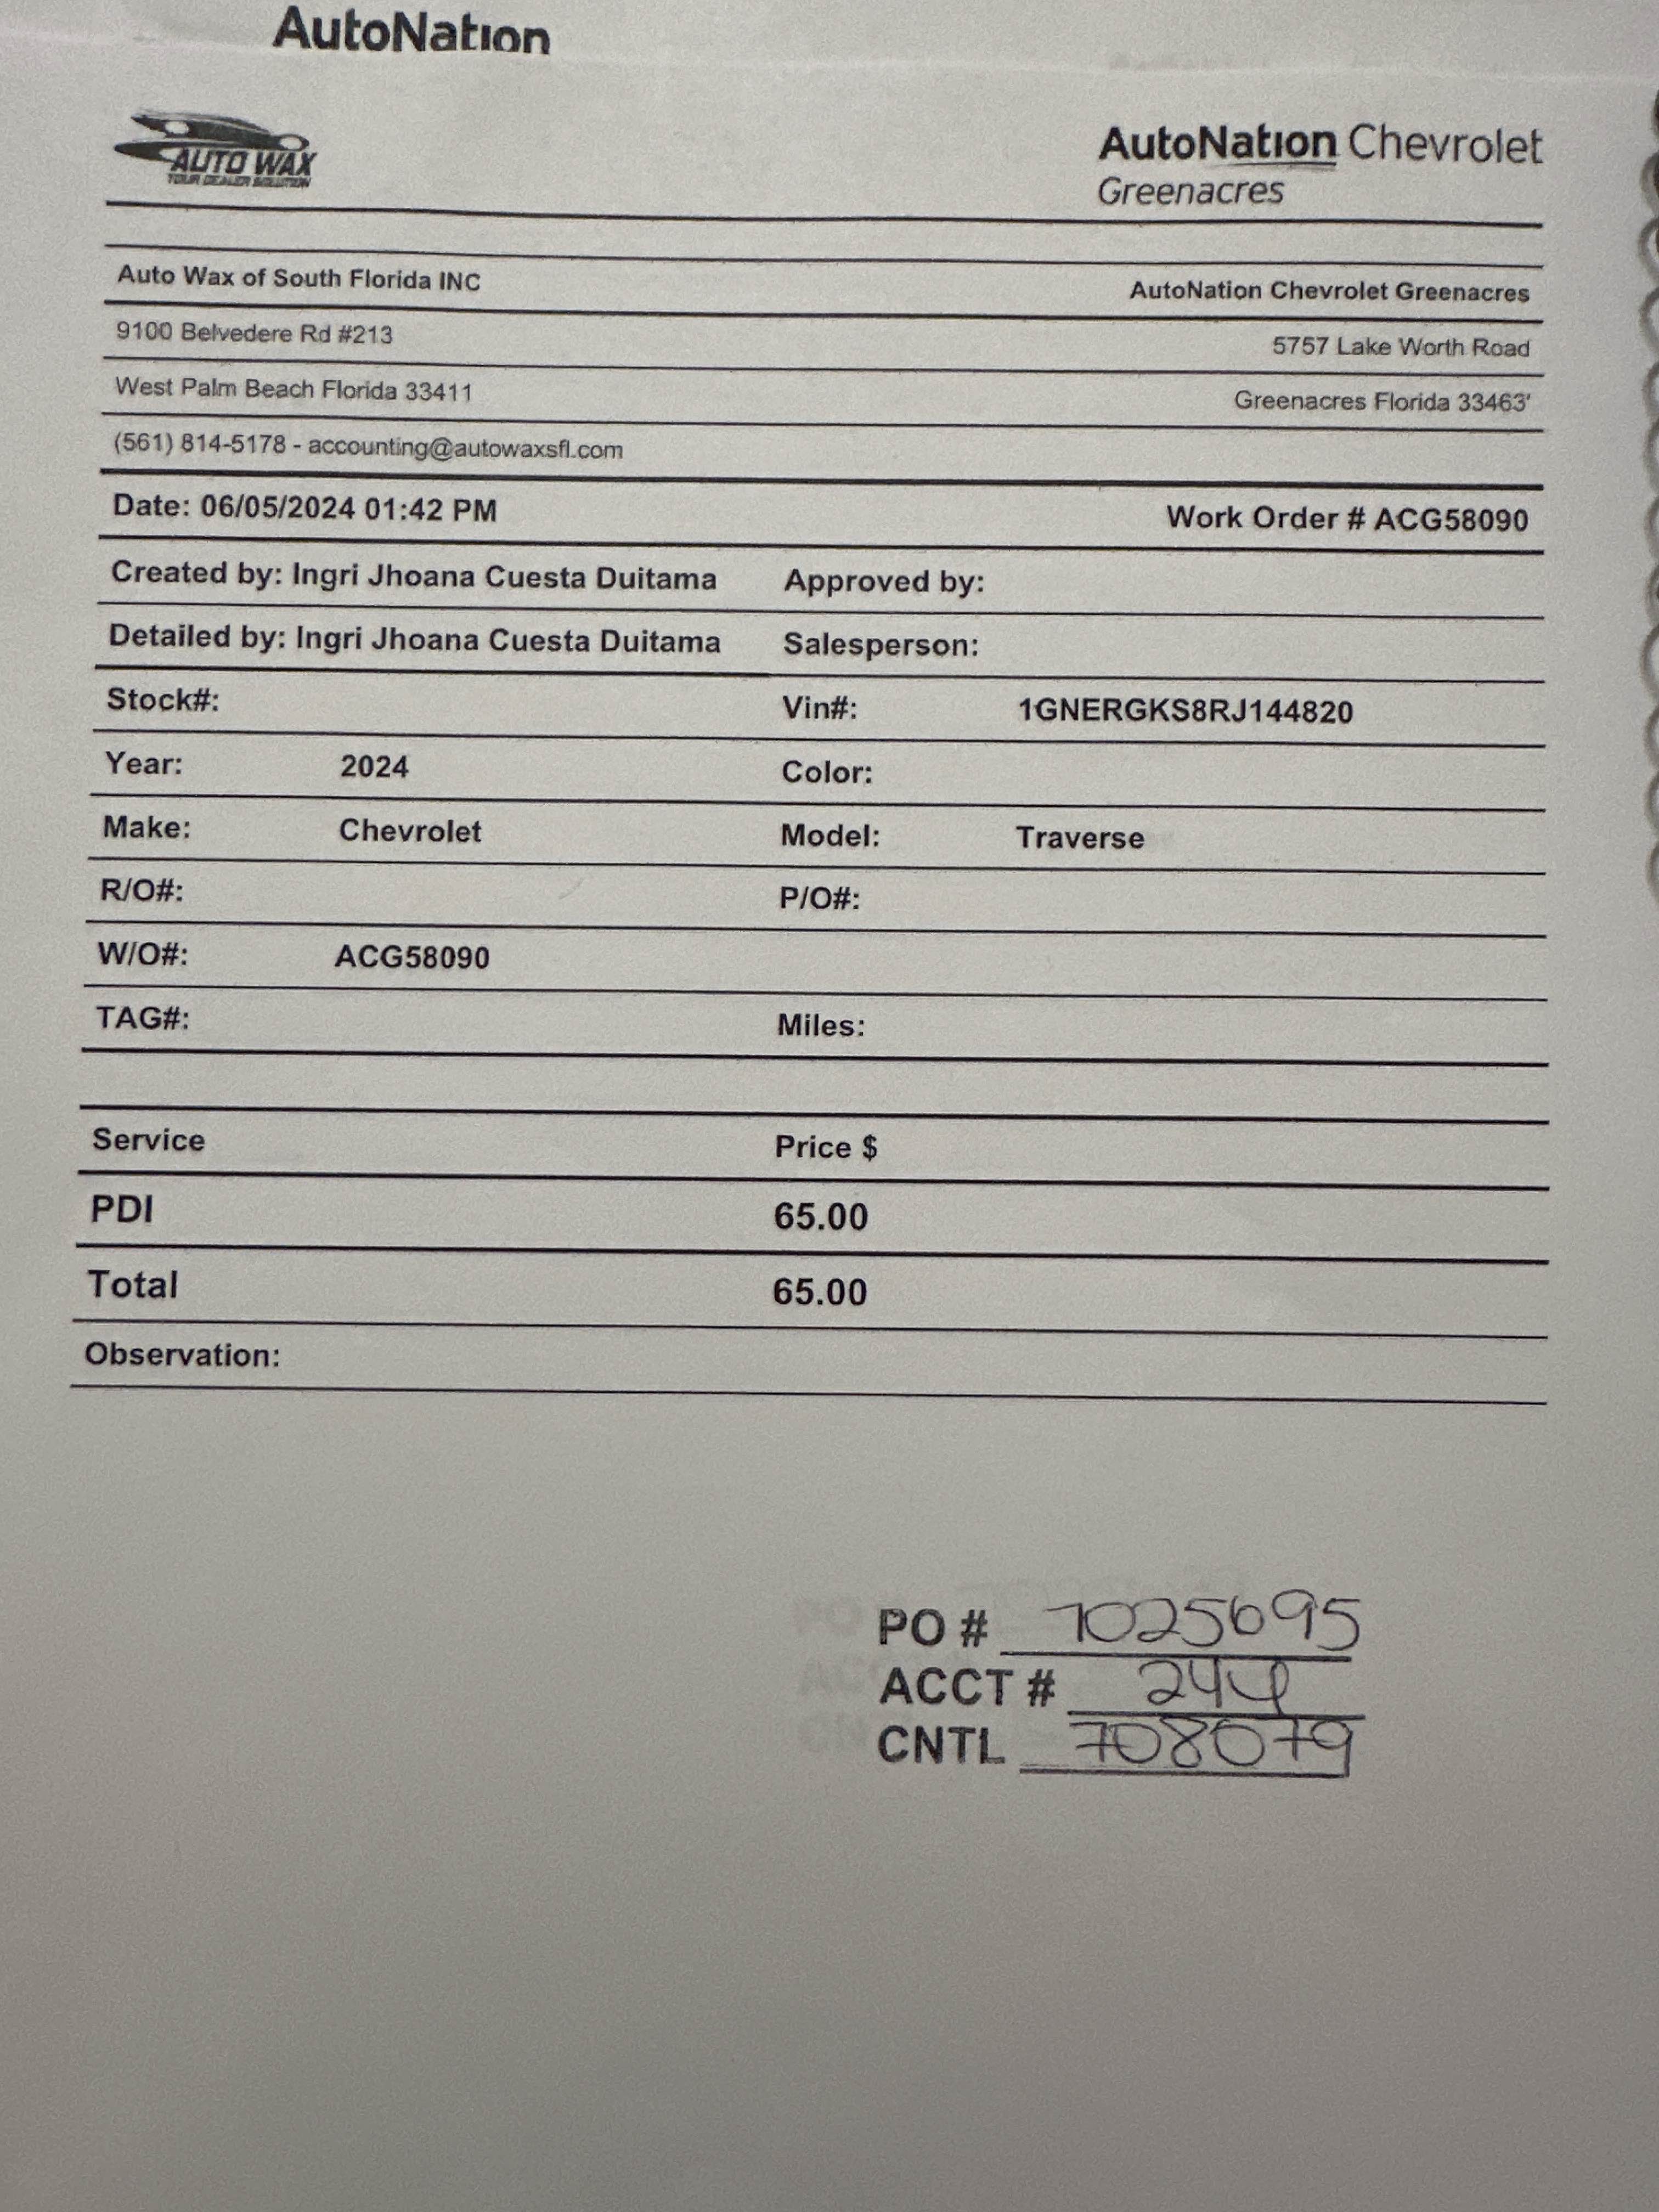 AutoNation
AUTO WAX
YOUR DEALER SOLUTION
AutoNation Chevrolet
Greenacres
Auto Wax of South Florida INC
AutoNation Chevrolet Greenacres
9100 Belvedere Rd #213
5757 Lake Worth Road
West Palm Beach Florida 33411
Greenacres Florida 33463'
(561) 814-5178 - accounting@autowaxsfl.com
Date: 06/05/2024 01:42 PM Work Order # ACG58090
Created by: Ingri Jhoana Cuesta Duitama Approved by:
Detailed by: Ingri Jhoana Cuesta Duitama Salesperson:
Stock#: Vin#: 1GNERGKS8RJ144820
Year: 2024 Color:
Make: Chevrolet Model: Traverse
R/O#: P/O#:
W/O#: ACG58090
TAG#: Miles:
Service Price $
PDI 65.00
Total 65.00
Observation:
PO # 7025695
ACCT # 244
CNTL 708079